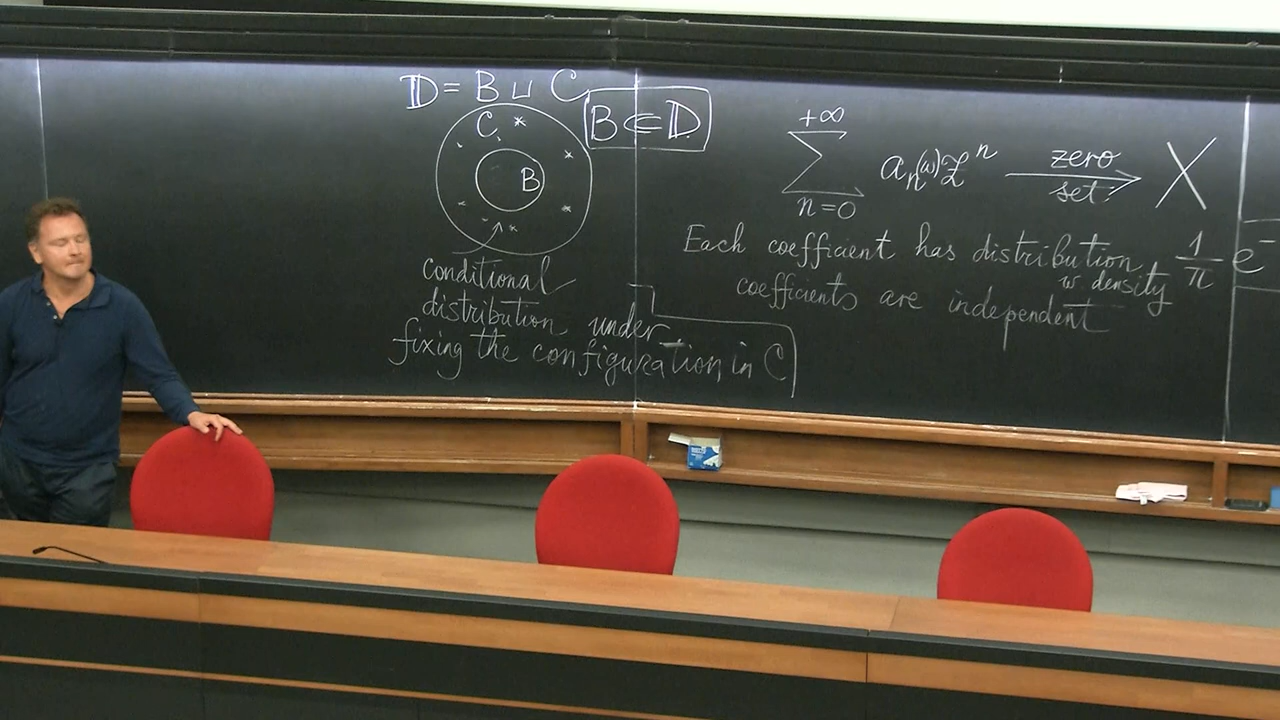 𝔻 = B ⊔ C
B ⋐ 𝔻
C
B
conditional
distribution under
fixing the configuration in C
+∞
∑ aₙ(ω) zⁿ zero set: X
n=0
Each coefficient has distribution
w density 1/π e⁻
coefficients are independent